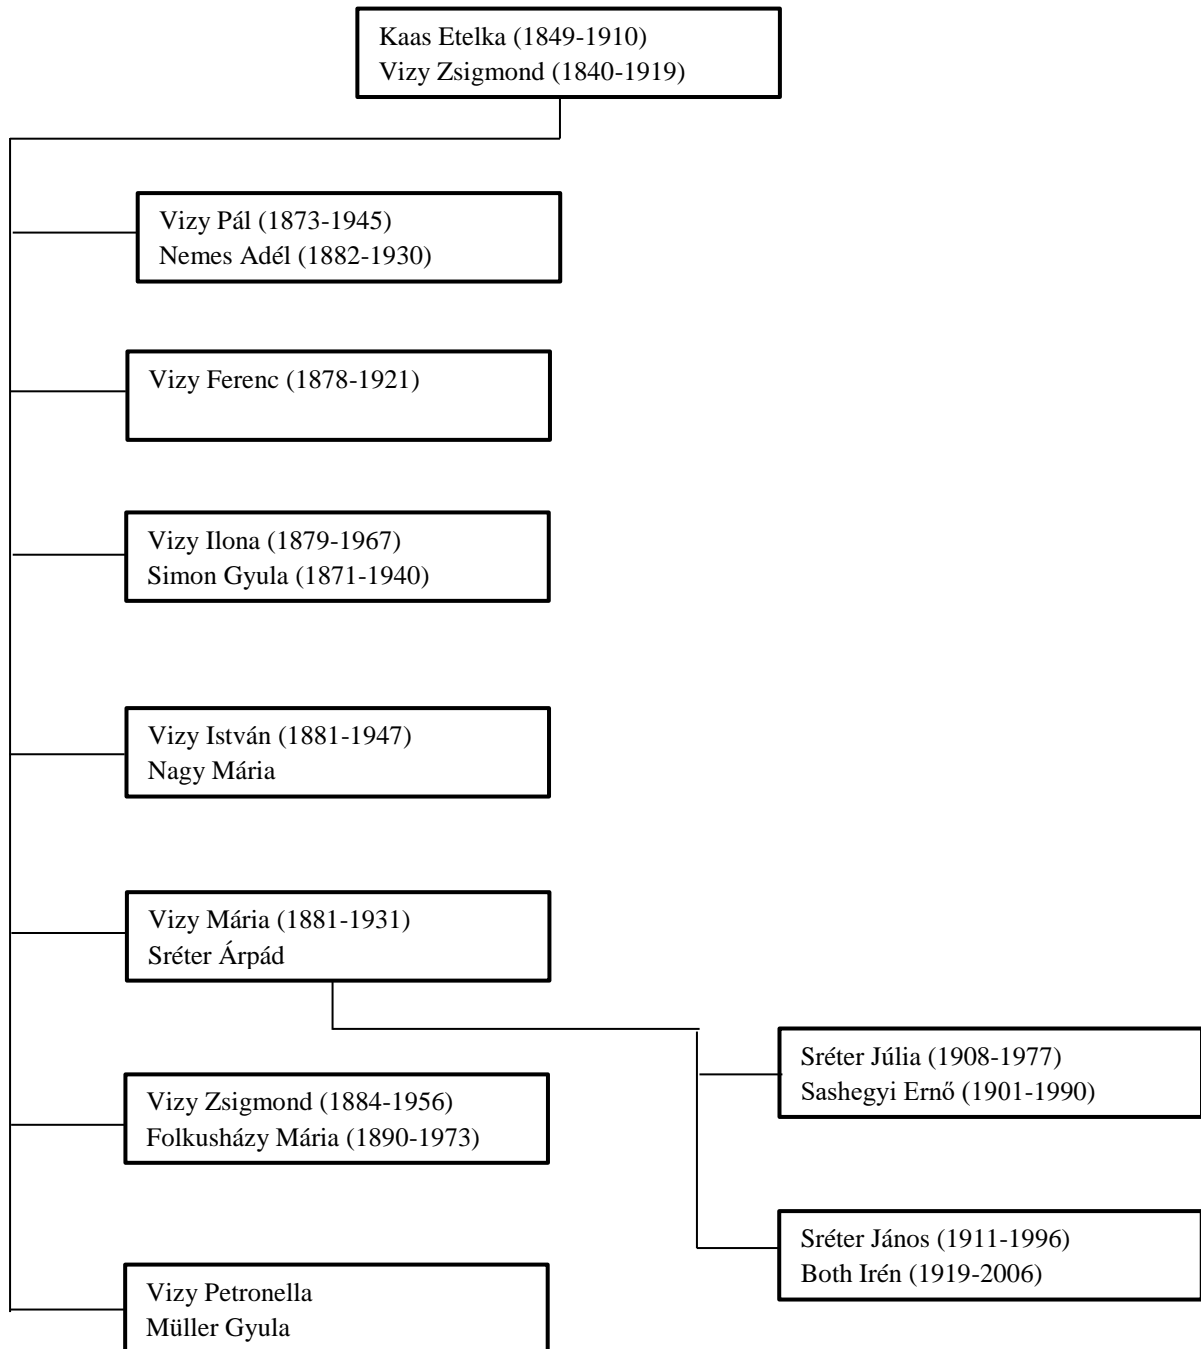 Kaas Etelka (1849-1910)
Vizy Zsigmond (1840-1919)
Vizy Pál (1873-1945)
Nemes Adél (1882-1930)
Vizy Ferenc (1878-1921)
Vizy Ilona (1879-1967)
Simon Gyula (1871-1940)
Vizy István (1881-1947)
Nagy Mária
Vizy Mária (1881-1931)
Sréter Árpád
Sréter Júlia (1908-1977)
Sashegyi Ernő (1901-1990)
Vizy Zsigmond (1884-1956)
Folkusházy Mária (1890-1973)
Sréter János (1911-1996)
Both Irén (1919-2006)
Vizy Petronella
Müller Gyula